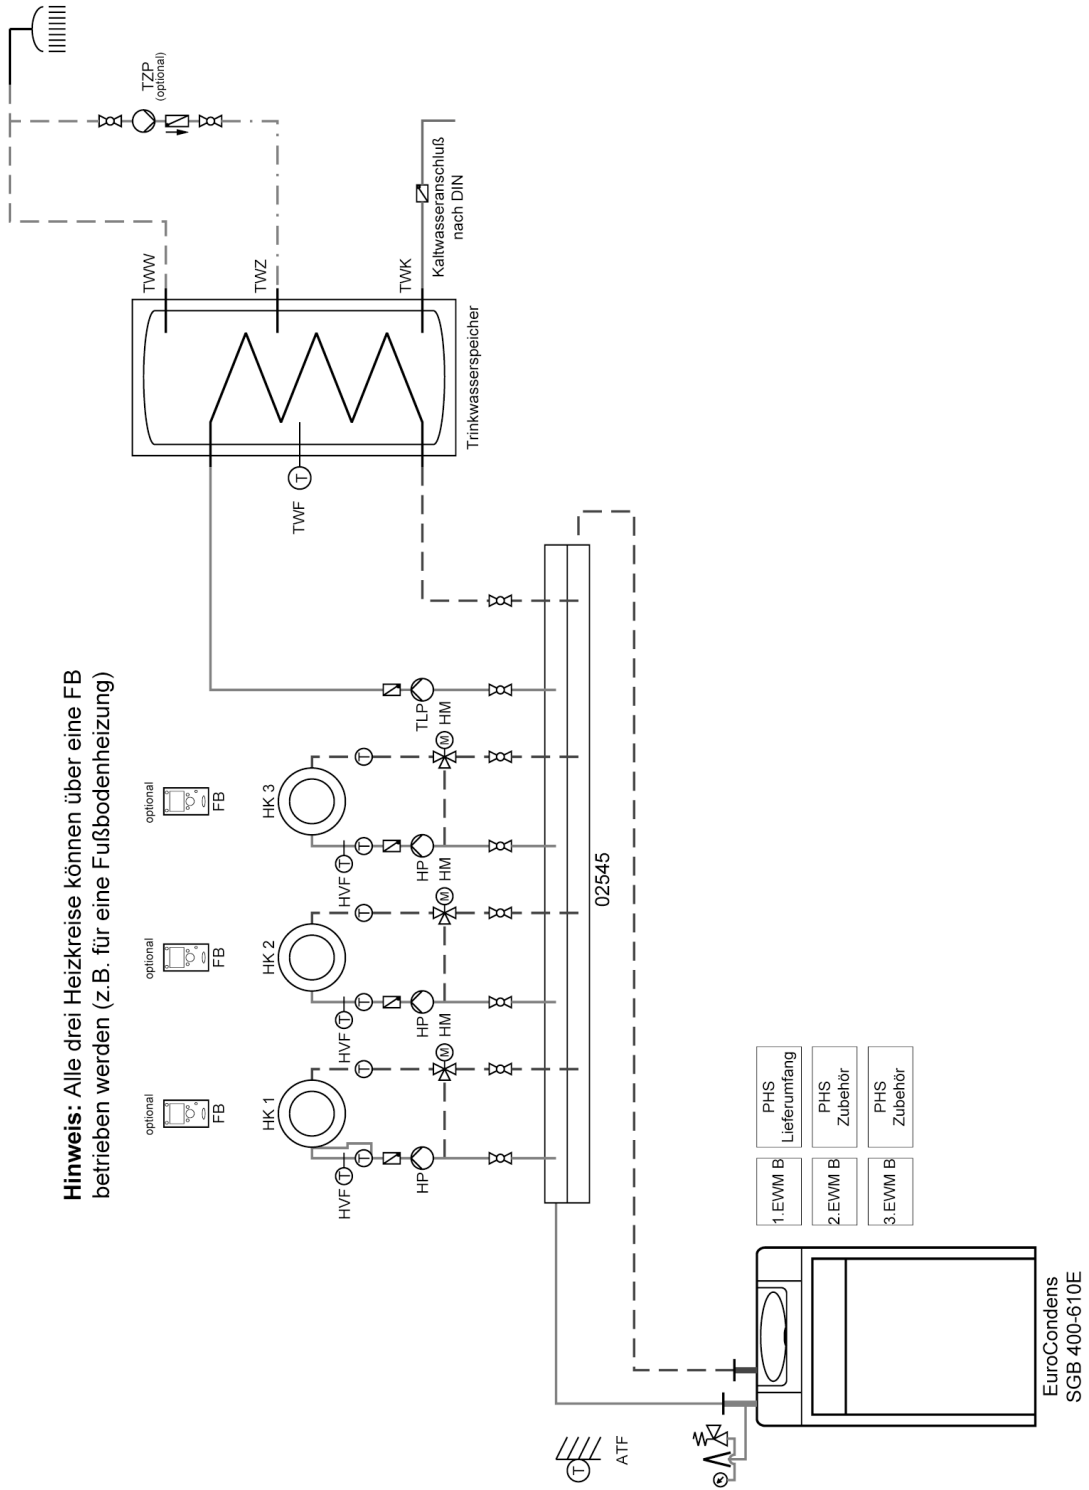 Hinweis: Alle drei Heizkreise können über eine FB
betrieben werden (z.B. für eine Fußbodenheizung)
TZP
(optional)
TWW
TWZ
TWK
Kaltwasseranschluß
nach DIN
Trinkwasserspeicher
TWF
optional
FB
HK 1
HVF
T
T
T
HP
HM
M
optional
FB
HK 2
HVF
T
T
T
HP
HM
M
optional
FB
HK 3
HVF
T
T
T
HP
HM
M
TLP
T
02545
ATF
T
1.EWM B
PHS
Lieferumfang
2.EWM B
PHS
Zubehör
3.EWM B
PHS
Zubehör
EuroCondens
SGB 400-610E